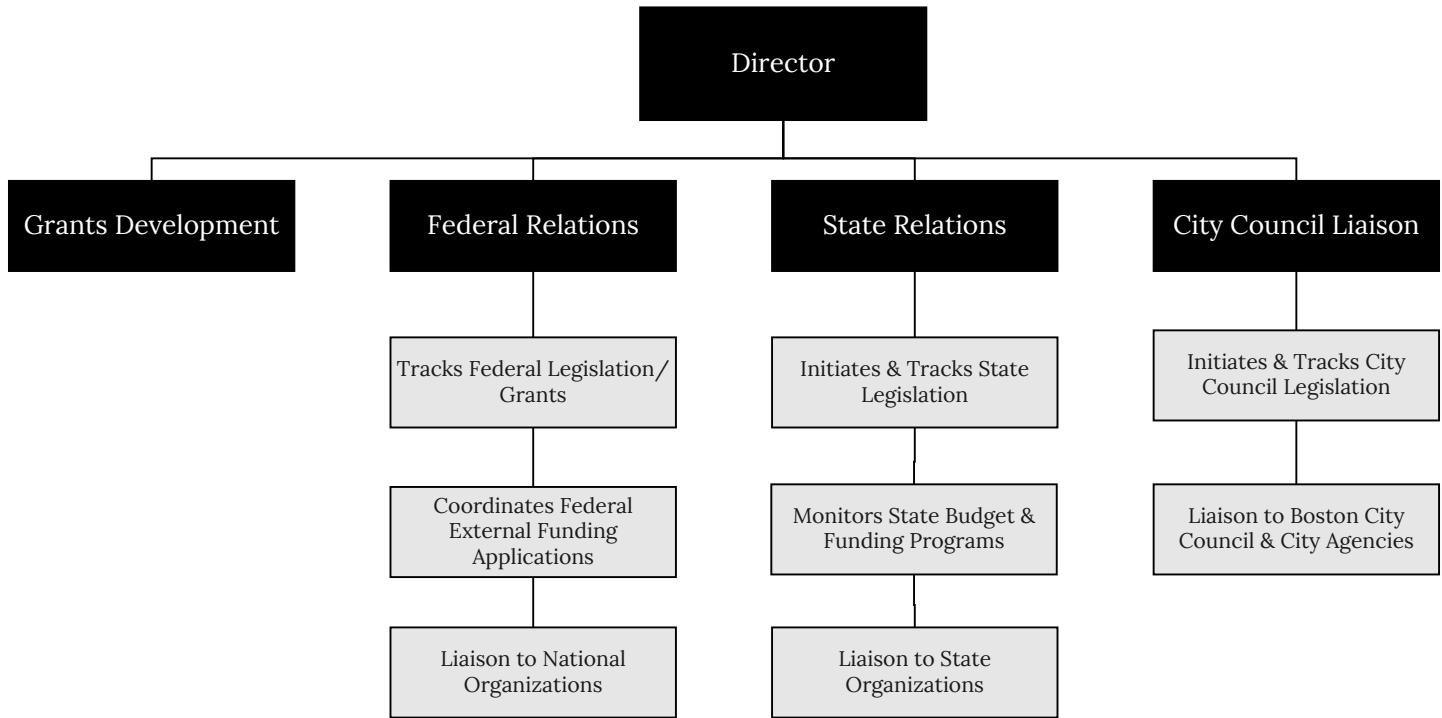 Director
Grants Development
Federal Relations
State Relations
City Council Liaison
Tracks Federal Legislation/
Grants
Initiates & Tracks State
Legislation
Initiates & Tracks City
Council Legislation
Coordinates Federal
External Funding
Applications
Monitors State Budget &
Funding Programs
Liaison to Boston City
Council & City Agencies
Liaison to National
Organizations
Liaison to State
Organizations